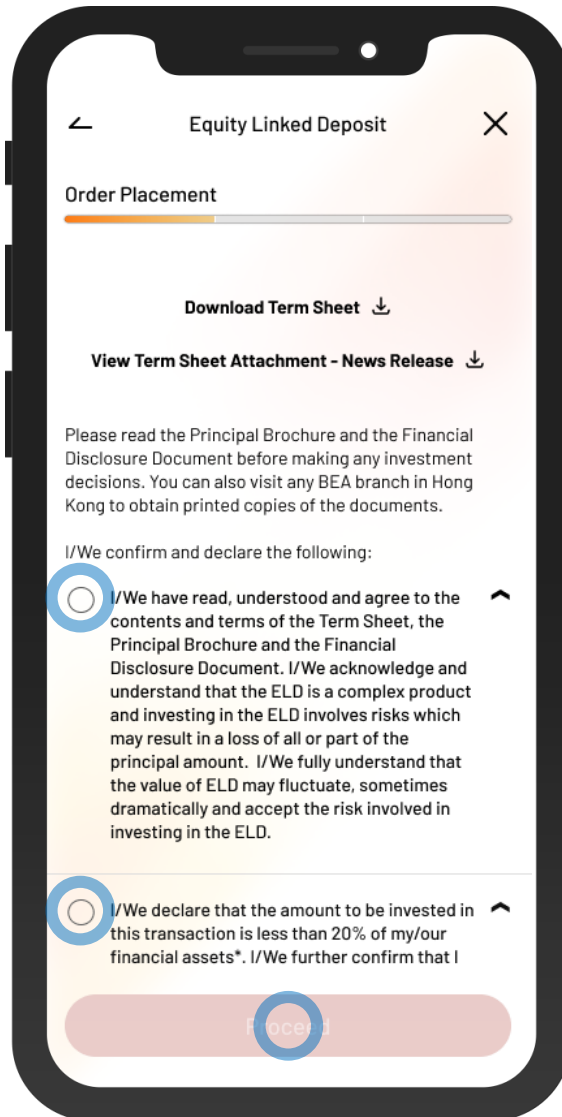 Equity Linked Deposit
Order Placement
Download Term Sheet
View Term Sheet Attachment - News Release
Please read the Principal Brochure and the Financial
Disclosure Document before making any investment
decisions. You can also visit any BEA branch in Hong
Kong to obtain printed copies of the documents.
I/We confirm and declare the following:
I/We have read, understood and agree to the
contents and terms of the Term Sheet, the
Principal Brochure and the Financial
Disclosure Document. I/We acknowledge and
understand that the ELD is a complex product
and investing in the ELD involves risks which
may result in a loss of all or part of the
principal amount.  I/We fully understand that
the value of ELD may fluctuate, sometimes
dramatically and accept the risk involved in
investing in the ELD.
I/We declare that the amount to be invested in
this transaction is less than 20% of my/our
financial assets*. I/We further confirm that I
Proceed